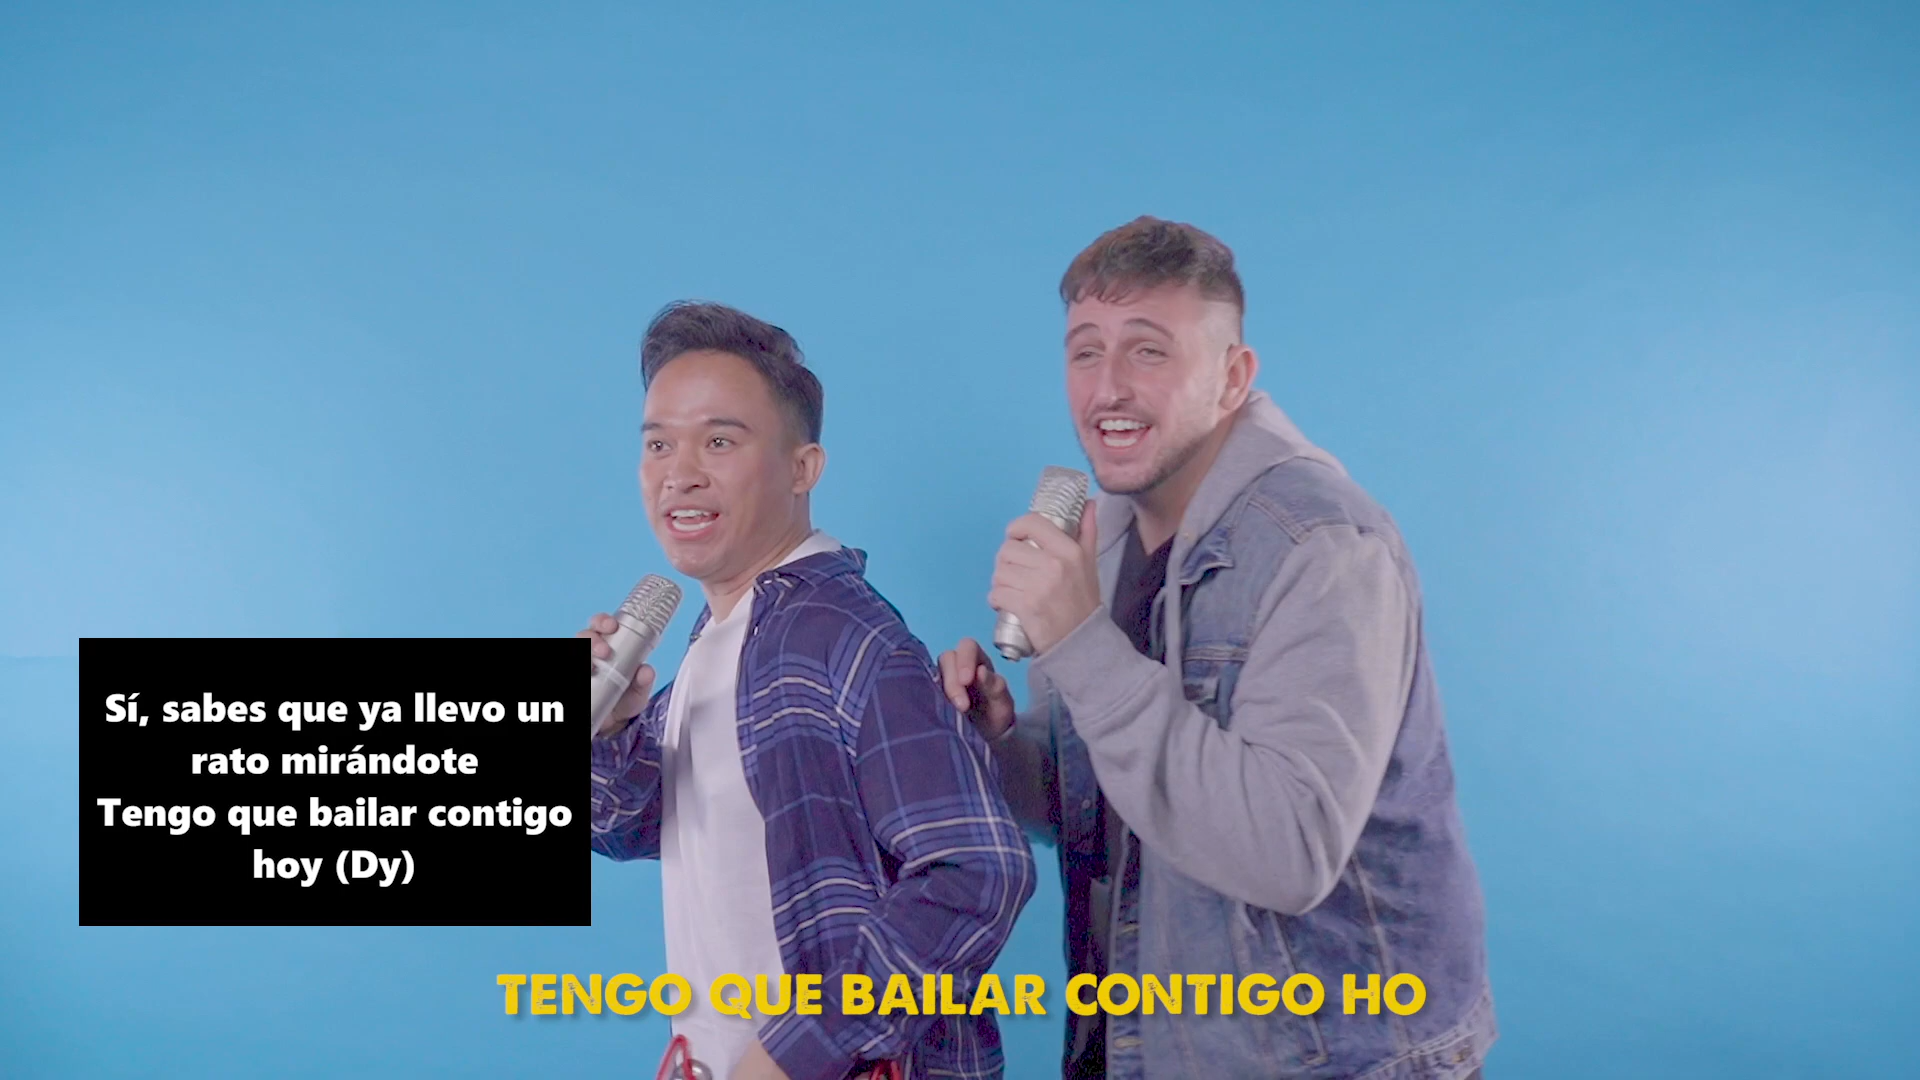 Sí, sabes que ya llevo un
rato mirándote
Tengo que bailar contigo
hoy (Dy)
TENGO QUE BAILAR CONTIGO HO